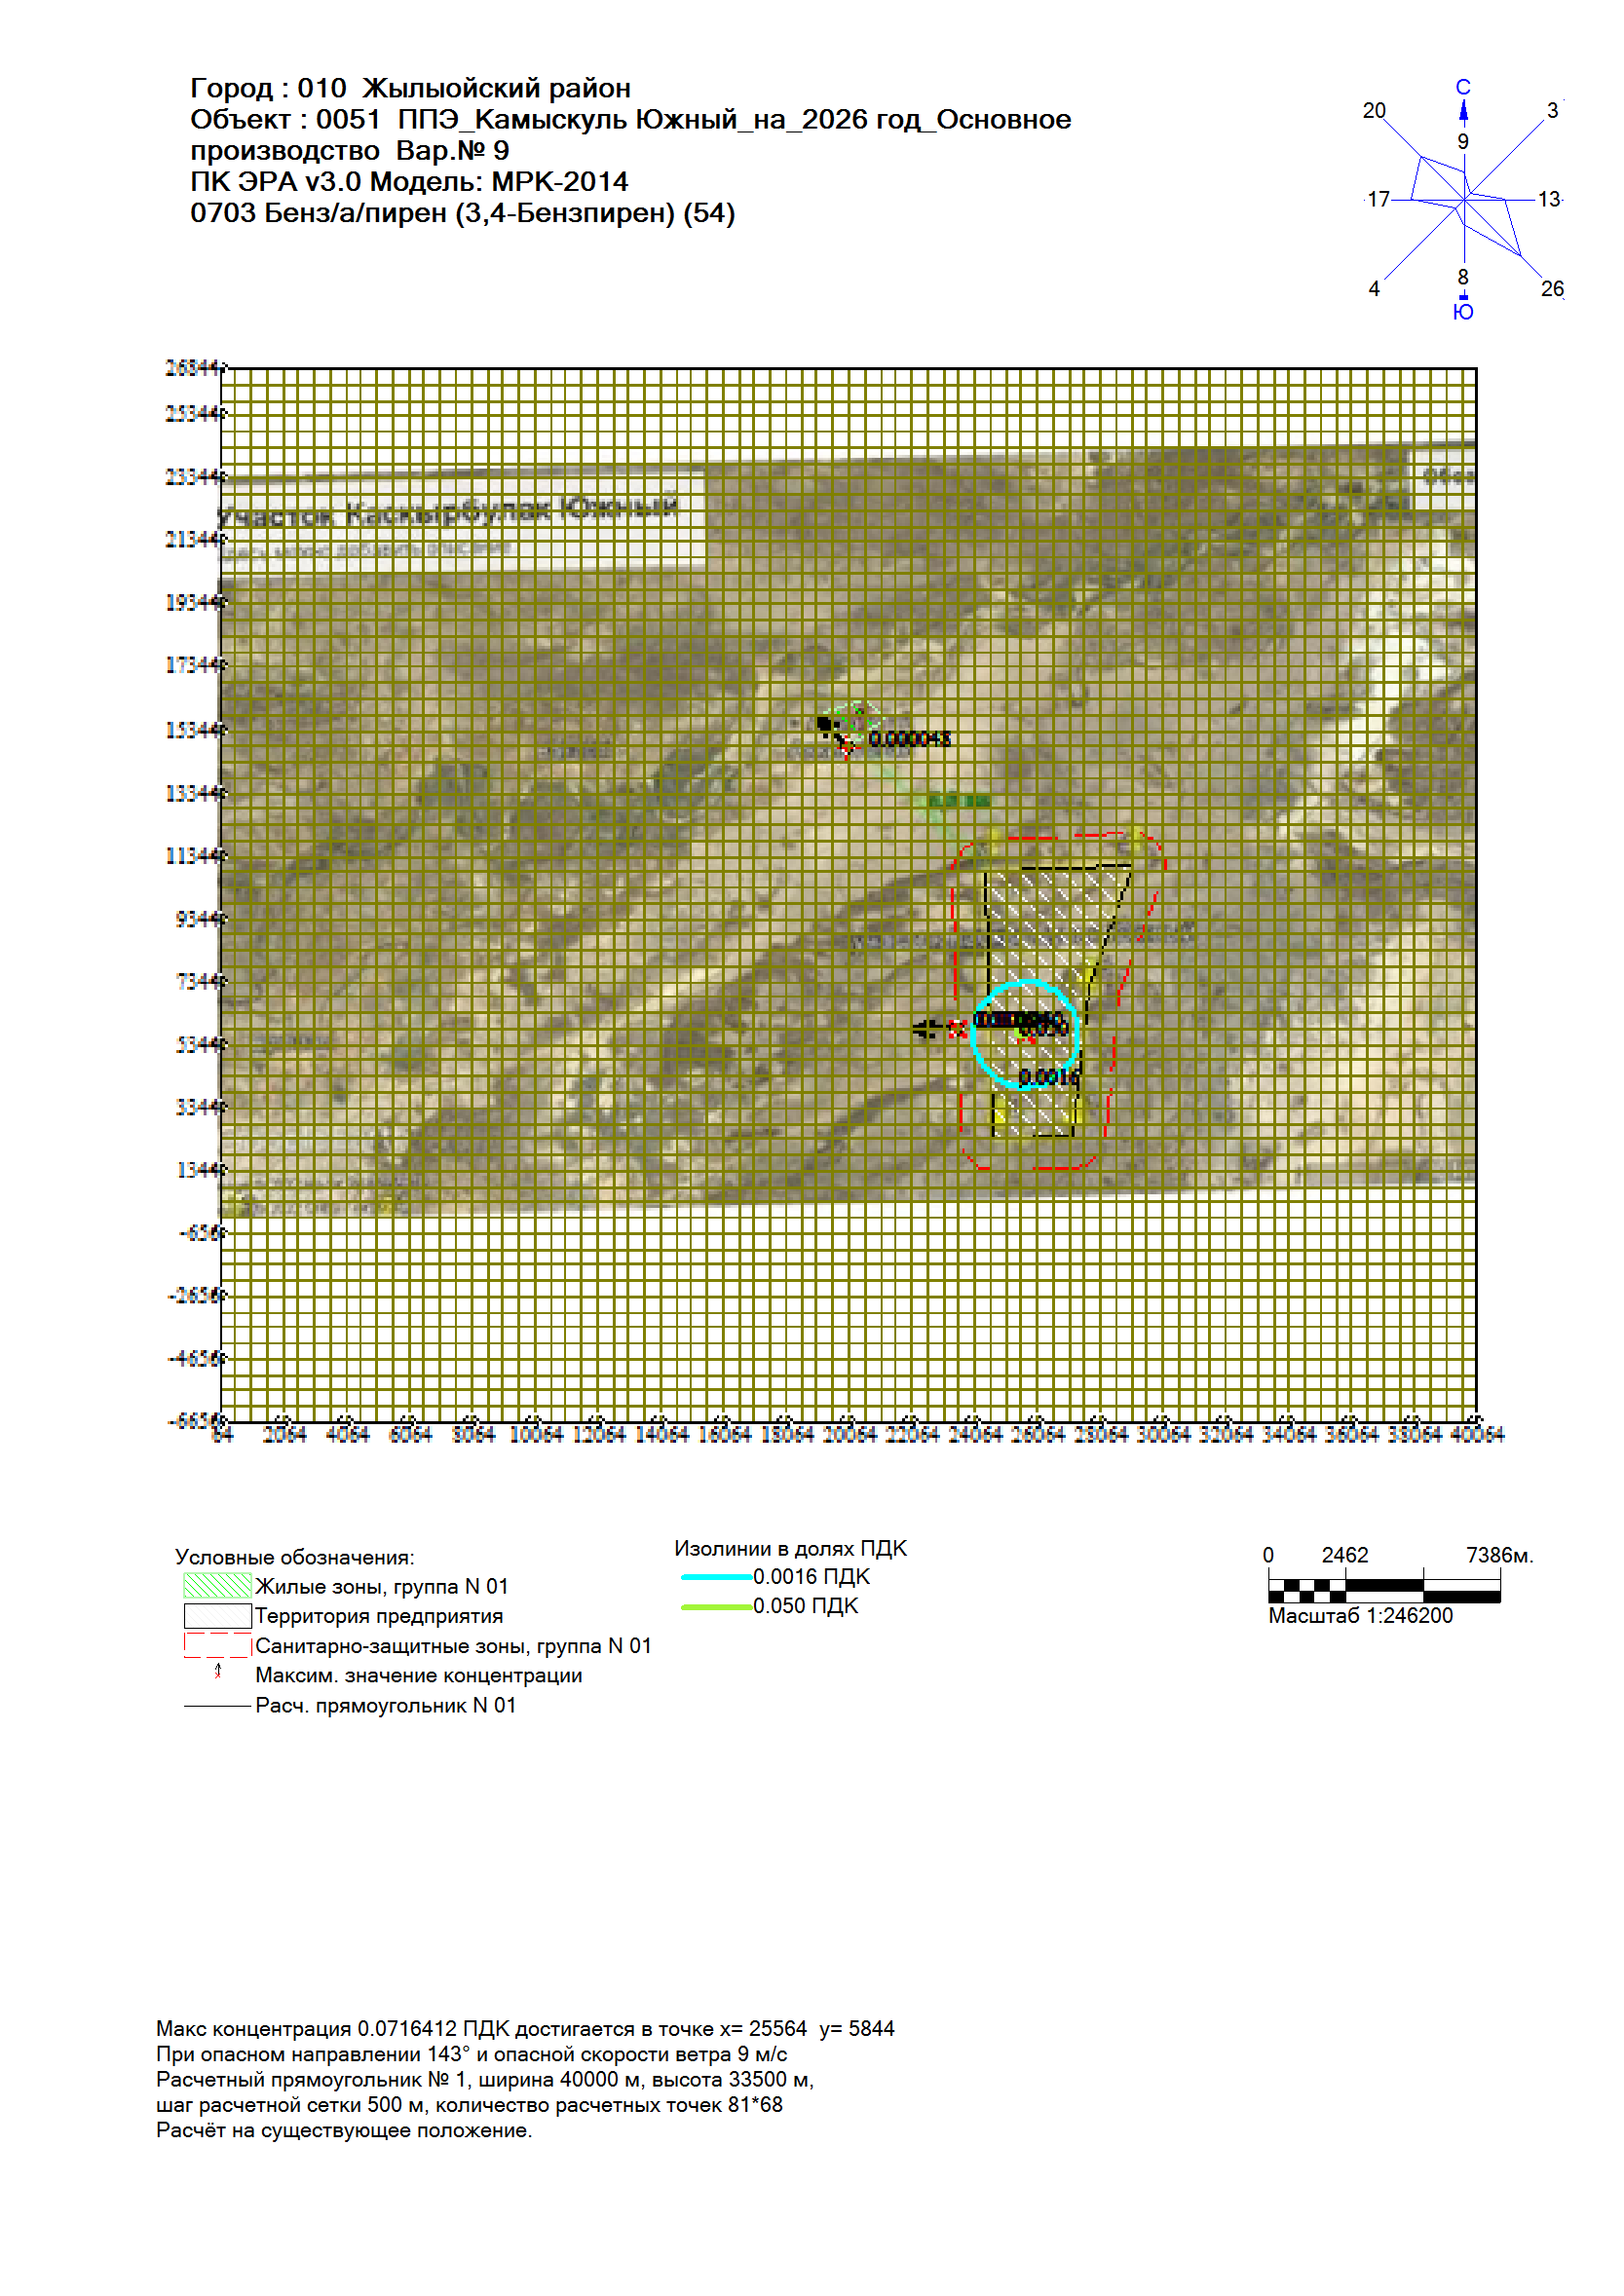 Город : 010 Жылыойский район
Объект : 0051 ППЭ_Камыскуль Южный_на_2026 год_Основное
производство Вар.№ 9
ПК ЭРА v3.0 Модель: МРК-2014
0703 Бенз/а/пирен (3,4-Бензпирен) (54)
С
20
3
9
17
13
4
8
26
Ю
26844
25344
23344
Участок Каскырбулак Южный
21344
19344
17344
15344
0.000048
13344
11344
9344
7344
5344
0.050
0.0016
3344
1344
-656
-2656
-4656
-6656
64 2064 4064 6064 8064 10064 12064 14064 16064 18064 20064 22064 24064 26064 28064 30064 32064 34064 36064 38064 40064
Условные обозначения:
Жилые зоны, группа N 01
Территория предприятия
Санитарно-защитные зоны, группа N 01
Максим. значение концентрации
Расч. прямоугольник N 01
Изолинии в долях ПДК
0.0016 ПДК
0.050 ПДК
0 2462 7386м.
Масштаб 1:246200
Макс концентрация 0.0716412 ПДК достигается в точке x= 25564 y= 5844
При опасном направлении 143° и опасной скорости ветра 9 м/с
Расчетный прямоугольник № 1, ширина 40000 м, высота 33500 м,
шаг расчетной сетки 500 м, количество расчетных точек 81*68
Расчёт на существующее положение.